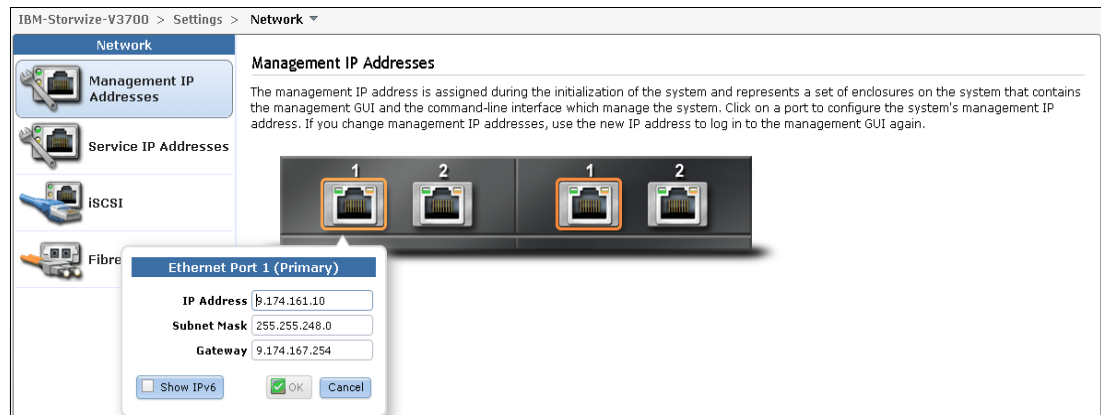 IBM-Storwize-V3700 > Settings > Network
Network
Management IP
Addresses
Service IP Addresses
iSCSI
Fibre
Management IP Addresses
The management IP address is assigned during the initialization of the system and represents a set of enclosures on the system that contains
the management GUI and the command-line interface which manage the system. Click on a port to configure the system's management IP
address. If you change management IP addresses, use the new IP address to log in to the management GUI again.
1 2 1 2
Ethernet Port 1 (Primary)
IP Address 9.174.161.10
Subnet Mask 255.255.248.0
Gateway 9.174.167.254
Show IPv6 OK Cancel